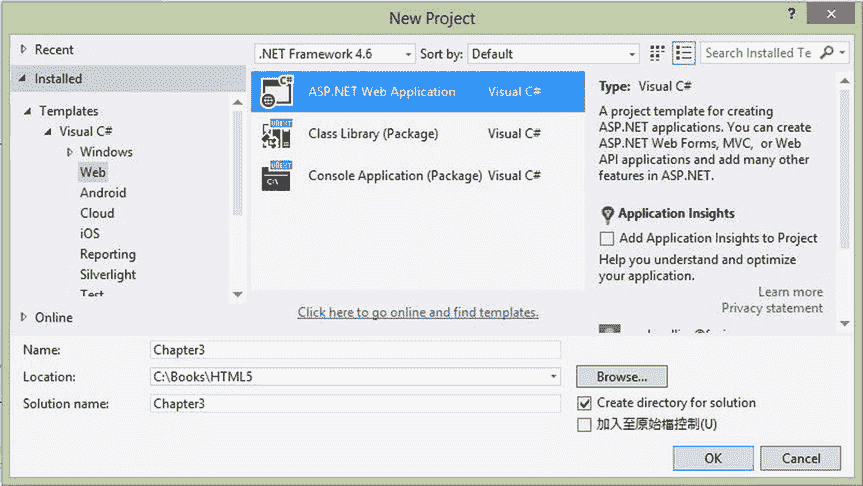 New Project
?
Recent
Installed
Templates
Visual C#
Windows
Web
Android
Cloud
iOS
Reporting
Silverlight
Test
Online
.NET Framework 4.6
Sort by: Default
Search Installed Te
ASP.NET Web Application Visual C#
Class Library (Package) Visual C#
Console Application (Package) Visual C#
Click here to go online and find templates.
Type: Visual C#
A project template for creating
ASP.NET applications. You can create
ASP.NET Web Forms, MVC, or Web
API applications and add many other
features in ASP.NET.
Application Insights
Add Application Insights to Project
Help you understand and optimize
your application.
Learn more
Privacy statement
Name: Chapter3
Location: C:\Books\HTML5
Browse...
Solution name: Chapter3
Create directory for solution
加入至原始檔控制(U)
OK Cancel